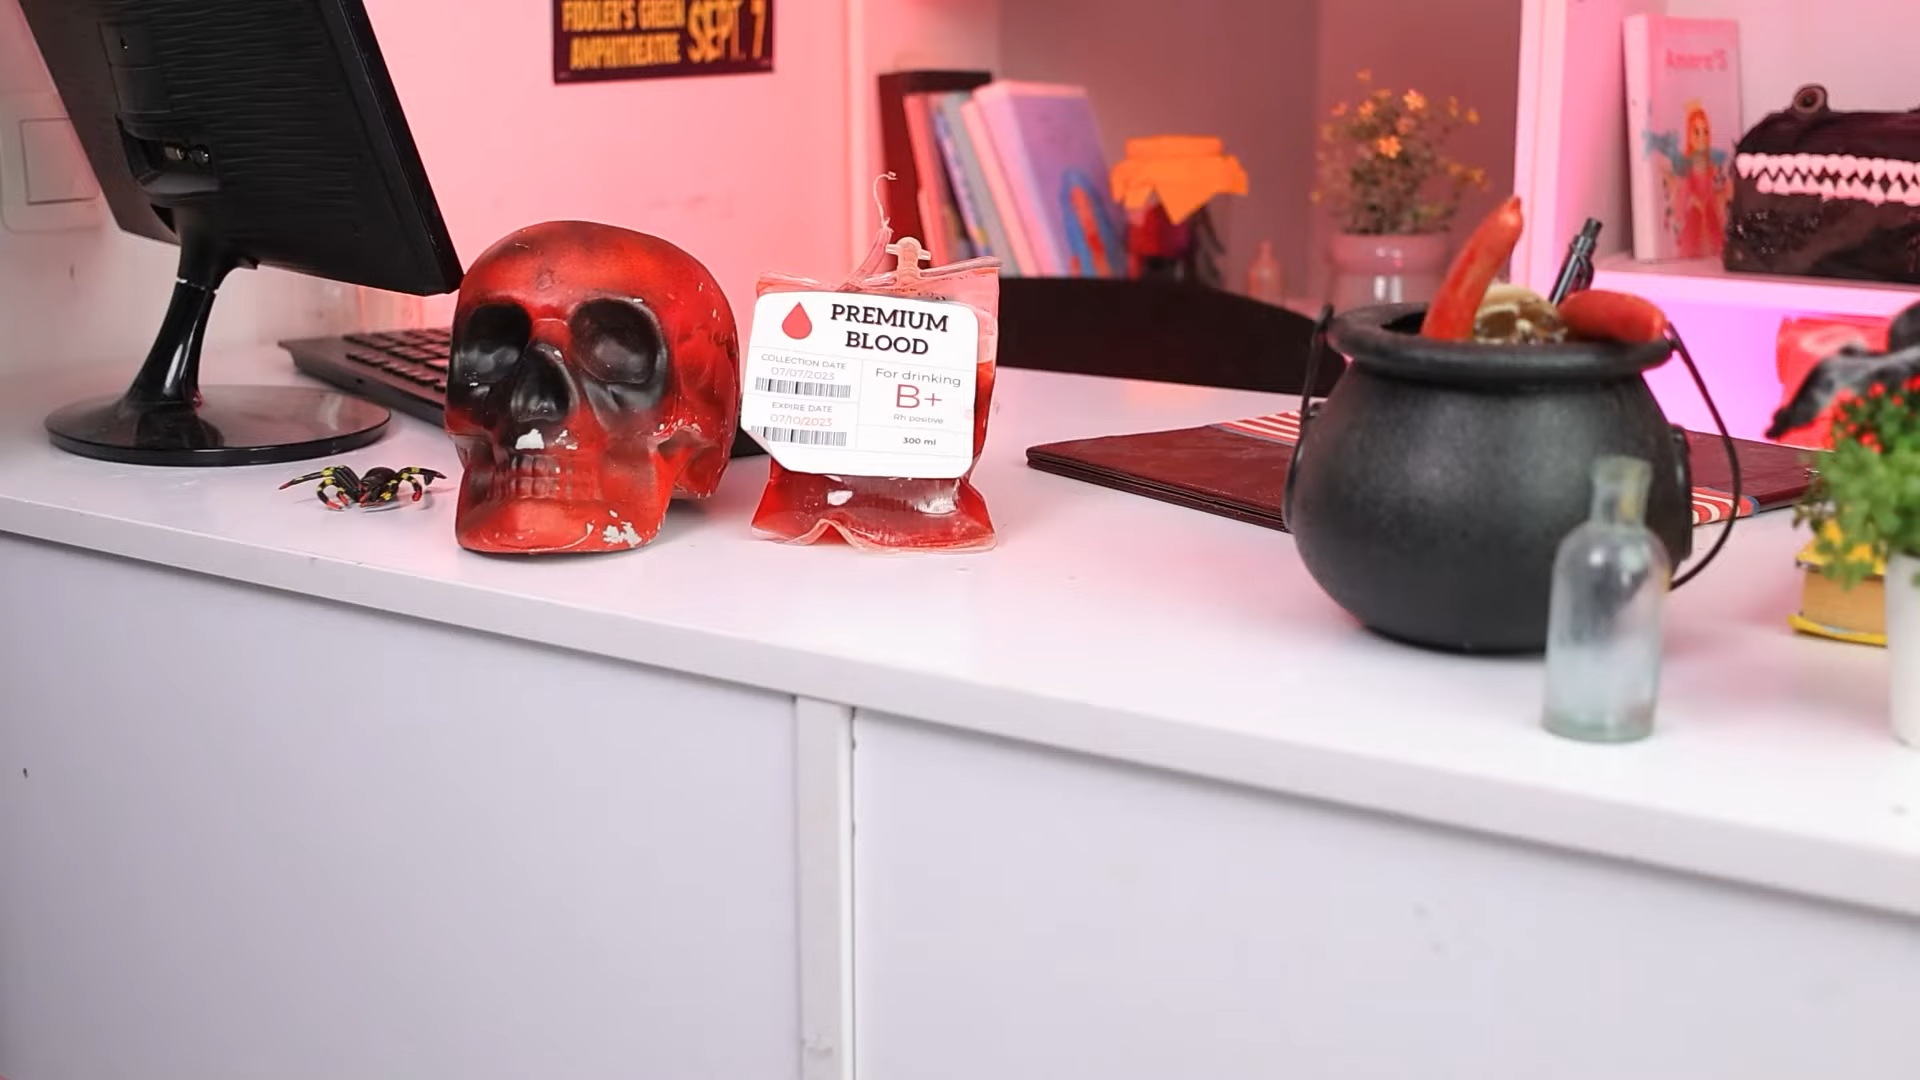 FIDDLER'S GREEN
AMPHITHEATRE
SEPT. 7
Amore'S
PREMIUM
BLOOD
COLLECTION DATE
07/07/2023
EXPIRE DATE
07/10/2023
For drinking
B+
Rh positive
300 ml